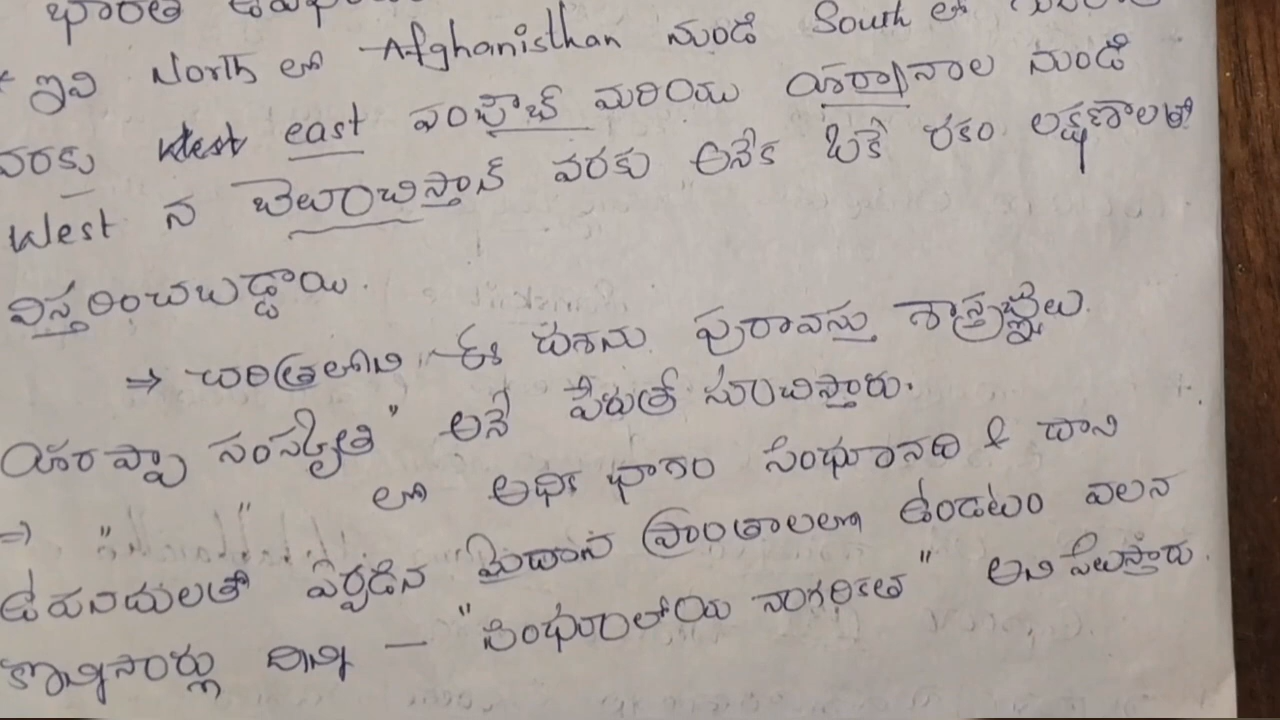 భారత
* ఇవి North లో Afghanisthan నుండి South లో
వరకు west east పంజాబ్ మరియు హర్యానాల నుండి
West న బెలూచిస్తాన్ వరకు అనేక ఒకే రకం లక్షణాలతో
విస్తరించబడ్డాయి.
⇒ చరిత్రలోని ఈ దశను పురావస్తు శాస్త్రజ్ఞులు
హరప్పా సంస్కృతి" అనే పేరుతో సూచిస్తారు.
⇒ " " లో అధిక భాగం సింధూనది & దాని
ఉపనదులతో ఏర్పడిన మైదాన ప్రాంతాలలో ఉండటం వలన
కొన్నిసార్లు దీన్ని – "సింధూలోయ నాగరికత" అని పిలుస్తారు.